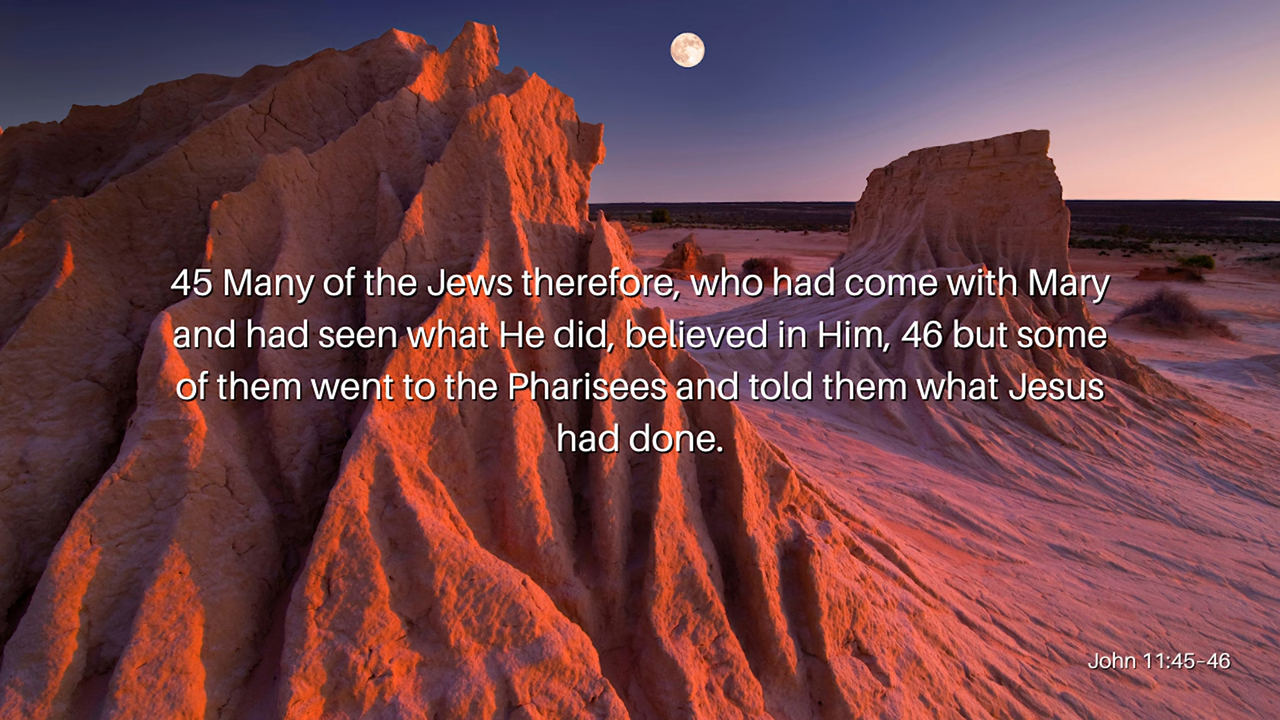 45 Many of the Jews therefore, who had come with Mary
and had seen what He did, believed in Him, 46 but some
of them went to the Pharisees and told them what Jesus
had done.
John 11:45-46